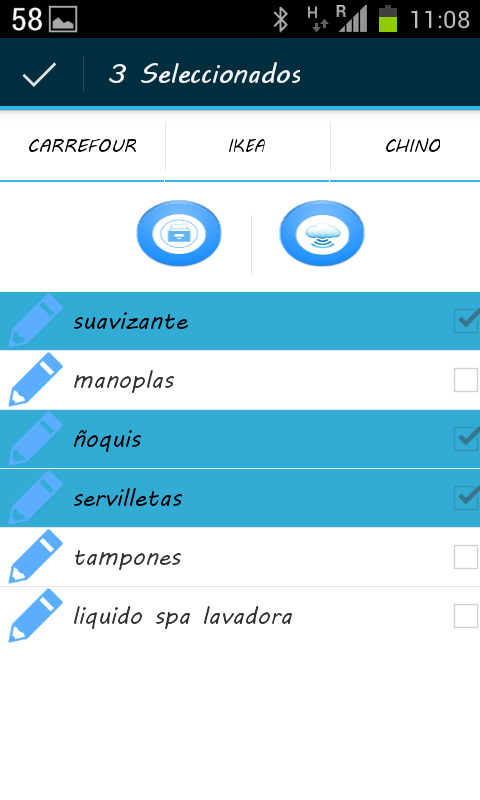 58 H R 11:08
3 Seleccionados
CARREFOUR IKEA CHINO
suavizante
manoplas
ñoquis
servilletas
tampones
liquido spa lavadora